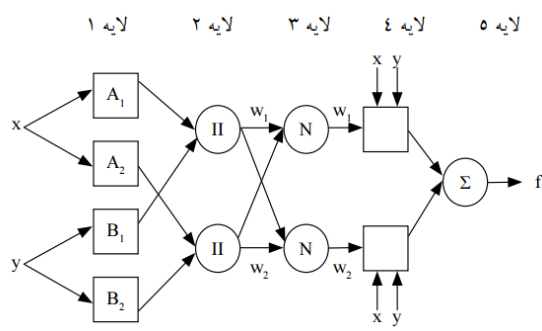 لایه ۱ لایه ۲ لایه ۳ لایه ٤ لایه ۵
x y
A₁
w₁ w₁
x II N
A₂
Σ f
B₁
y II N
w₂ w₂
B₂
x y